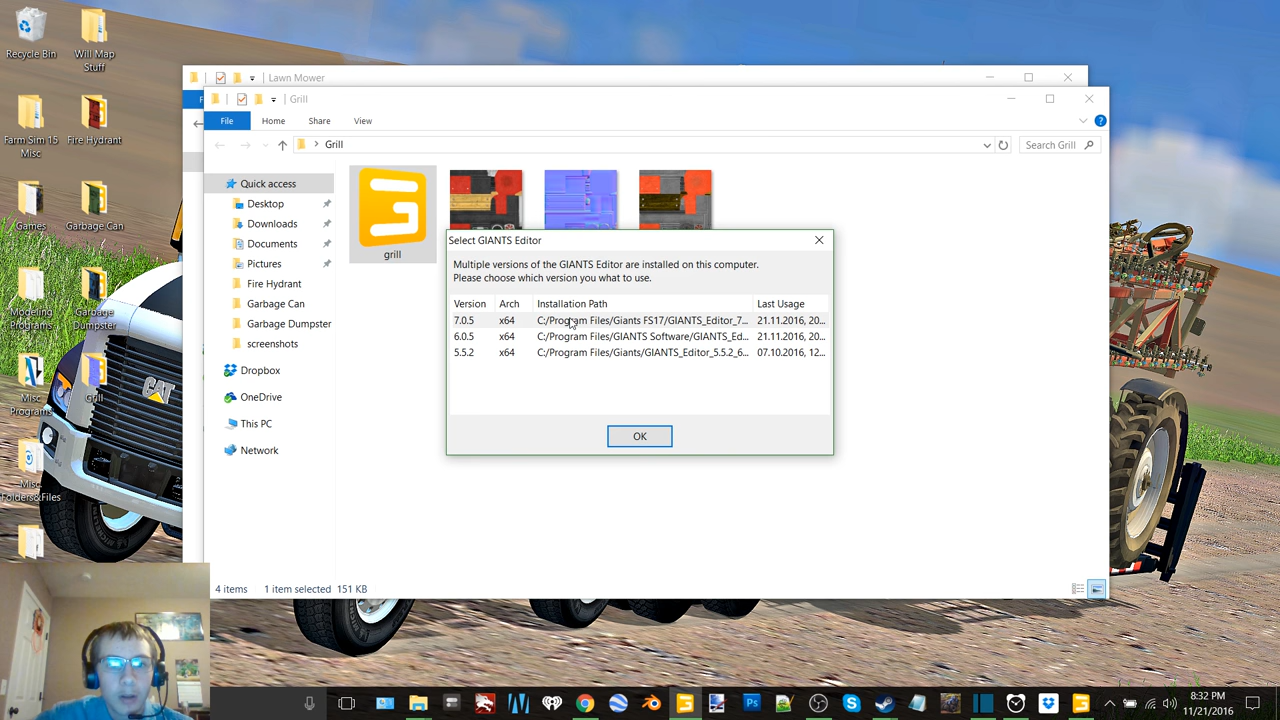 Recycle Bin
Will Map
Stuff
Farm Sim 15
Misc
Fire Hydrant
Games
Garbage Can
Modeling
Programs
Garbage
Dumpster
Misc
Programs
Grill
Misc
Folders&Files
Lawn Mower
Grill
File
Home
Share
View
Grill
Search Grill
Quick access
Desktop
Downloads
Documents
Pictures
Fire Hydrant
Garbage Can
Garbage Dumpster
screenshots
Dropbox
OneDrive
This PC
Network
grill
Select GIANTS Editor
Multiple versions of the GIANTS Editor are installed on this computer.
Please choose which version you what to use.
Version Arch Installation Path Last Usage
7.0.5 x64 C:/Program Files/Giants FS17/GIANTS_Editor_7... 21.11.2016, 20...
6.0.5 x64 C:/Program Files/GIANTS Software/GIANTS_Ed... 21.11.2016, 20...
5.5.2 x64 C:/Program Files/Giants/GIANTS_Editor_5.5.2_6... 07.10.2016, 12...
OK
4 items 1 item selected 151 KB
CAT
8:32 PM
11/21/2016